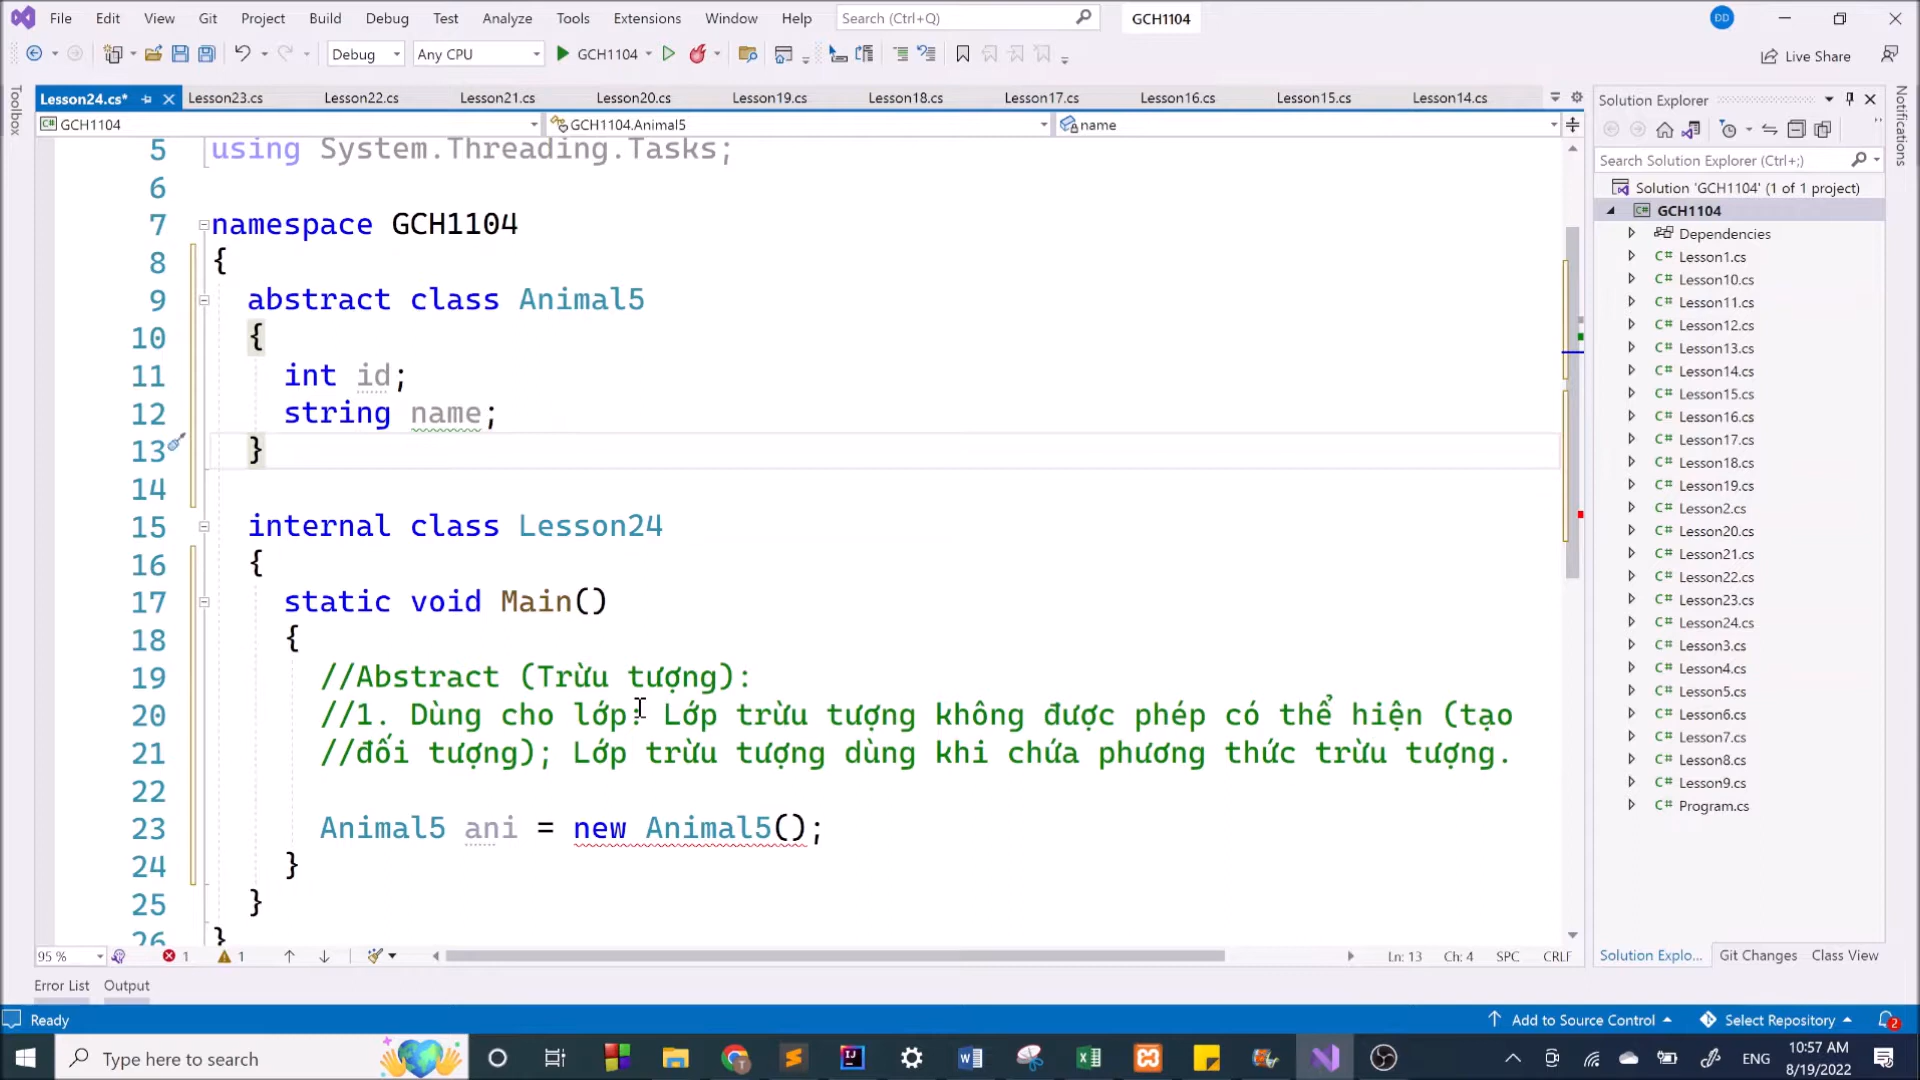 File Edit View Git Project Build Debug Test Analyze Tools Extensions Window Help Search (Ctrl+Q) GCH1104 DD
Debug Any CPU GCH1104 Live Share
Toolbox
Lesson24.cs* Lesson23.cs Lesson22.cs Lesson21.cs Lesson20.cs Lesson19.cs Lesson18.cs Lesson17.cs Lesson16.cs Lesson15.cs Lesson14.cs
GCH1104 GCH1104.Animal5 name
5 using System.Threading.Tasks;
6
7 namespace GCH1104
8 {
9 abstract class Animal5
10 {
11 int id;
12 string name;
13 }
14
15 internal class Lesson24
16 {
17 static void Main()
18 {
19 //Abstract (Trừu tượng):
20 //1. Dùng cho lớp: Lớp trừu tượng không được phép có thể hiện (tạo
21 //đối tượng); Lớp trừu tượng dùng khi chứa phương thức trừu tượng.
22
23 Animal5 ani = new Animal5();
24 }
25 }
26 }
95 % 1 1 Ln: 13 Ch: 4 SPC CRLF
Solution Explorer
Search Solution Explorer (Ctrl+;)
Solution 'GCH1104' (1 of 1 project)
GCH1104
Dependencies
C# Lesson1.cs
C# Lesson10.cs
C# Lesson11.cs
C# Lesson12.cs
C# Lesson13.cs
C# Lesson14.cs
C# Lesson15.cs
C# Lesson16.cs
C# Lesson17.cs
C# Lesson18.cs
C# Lesson19.cs
C# Lesson2.cs
C# Lesson20.cs
C# Lesson21.cs
C# Lesson22.cs
C# Lesson23.cs
C# Lesson24.cs
C# Lesson3.cs
C# Lesson4.cs
C# Lesson5.cs
C# Lesson6.cs
C# Lesson7.cs
C# Lesson8.cs
C# Lesson9.cs
C# Program.cs
Solution Explo... Git Changes Class View
Notifications
Error List Output
Ready Add to Source Control Select Repository 2
Type here to search ENG 10:57 AM
8/19/2022